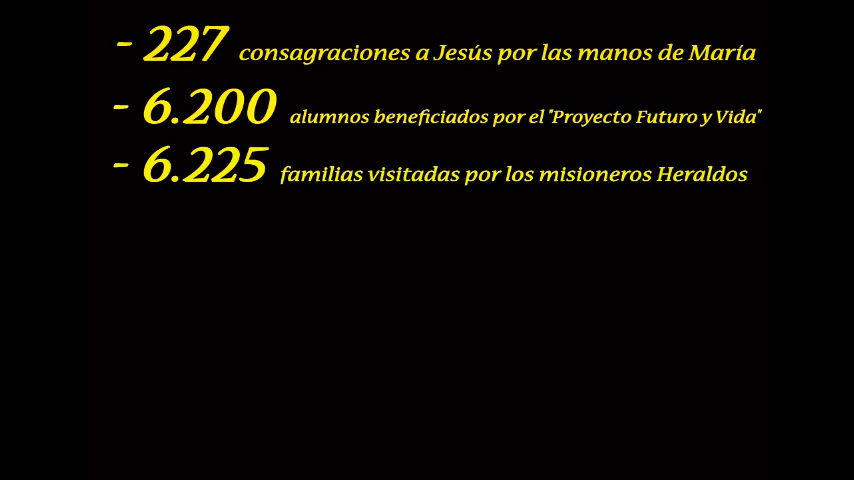 - 227 consagraciones a Jesús por las manos de María
- 6.200 alumnos beneficiados por el "Proyecto Futuro y Vida"
- 6.225 familias visitadas por los misioneros Heraldos